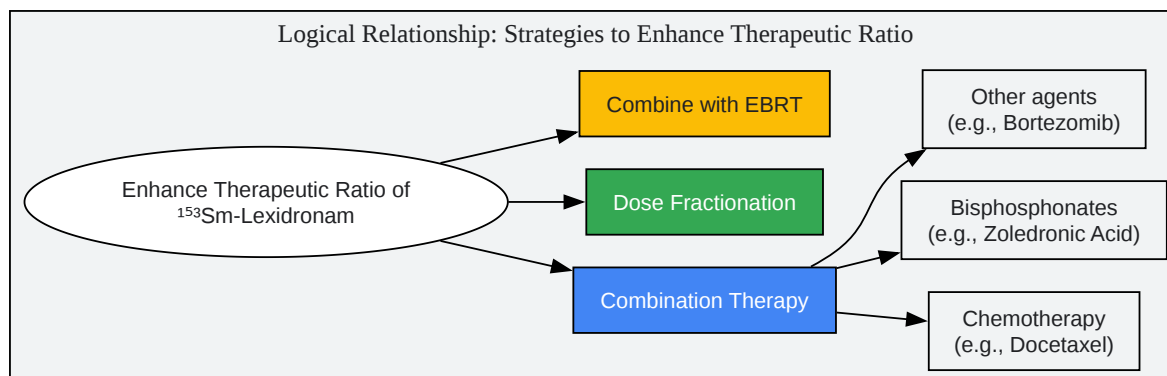 Logical Relationship: Strategies to Enhance Therapeutic Ratio
Enhance Therapeutic Ratio of
¹⁵³Sm-Lexidronam
Combine with EBRT
Dose Fractionation
Combination Therapy
Other agents
(e.g., Bortezomib)
Bisphosphonates
(e.g., Zoledronic Acid)
Chemotherapy
(e.g., Docetaxel)